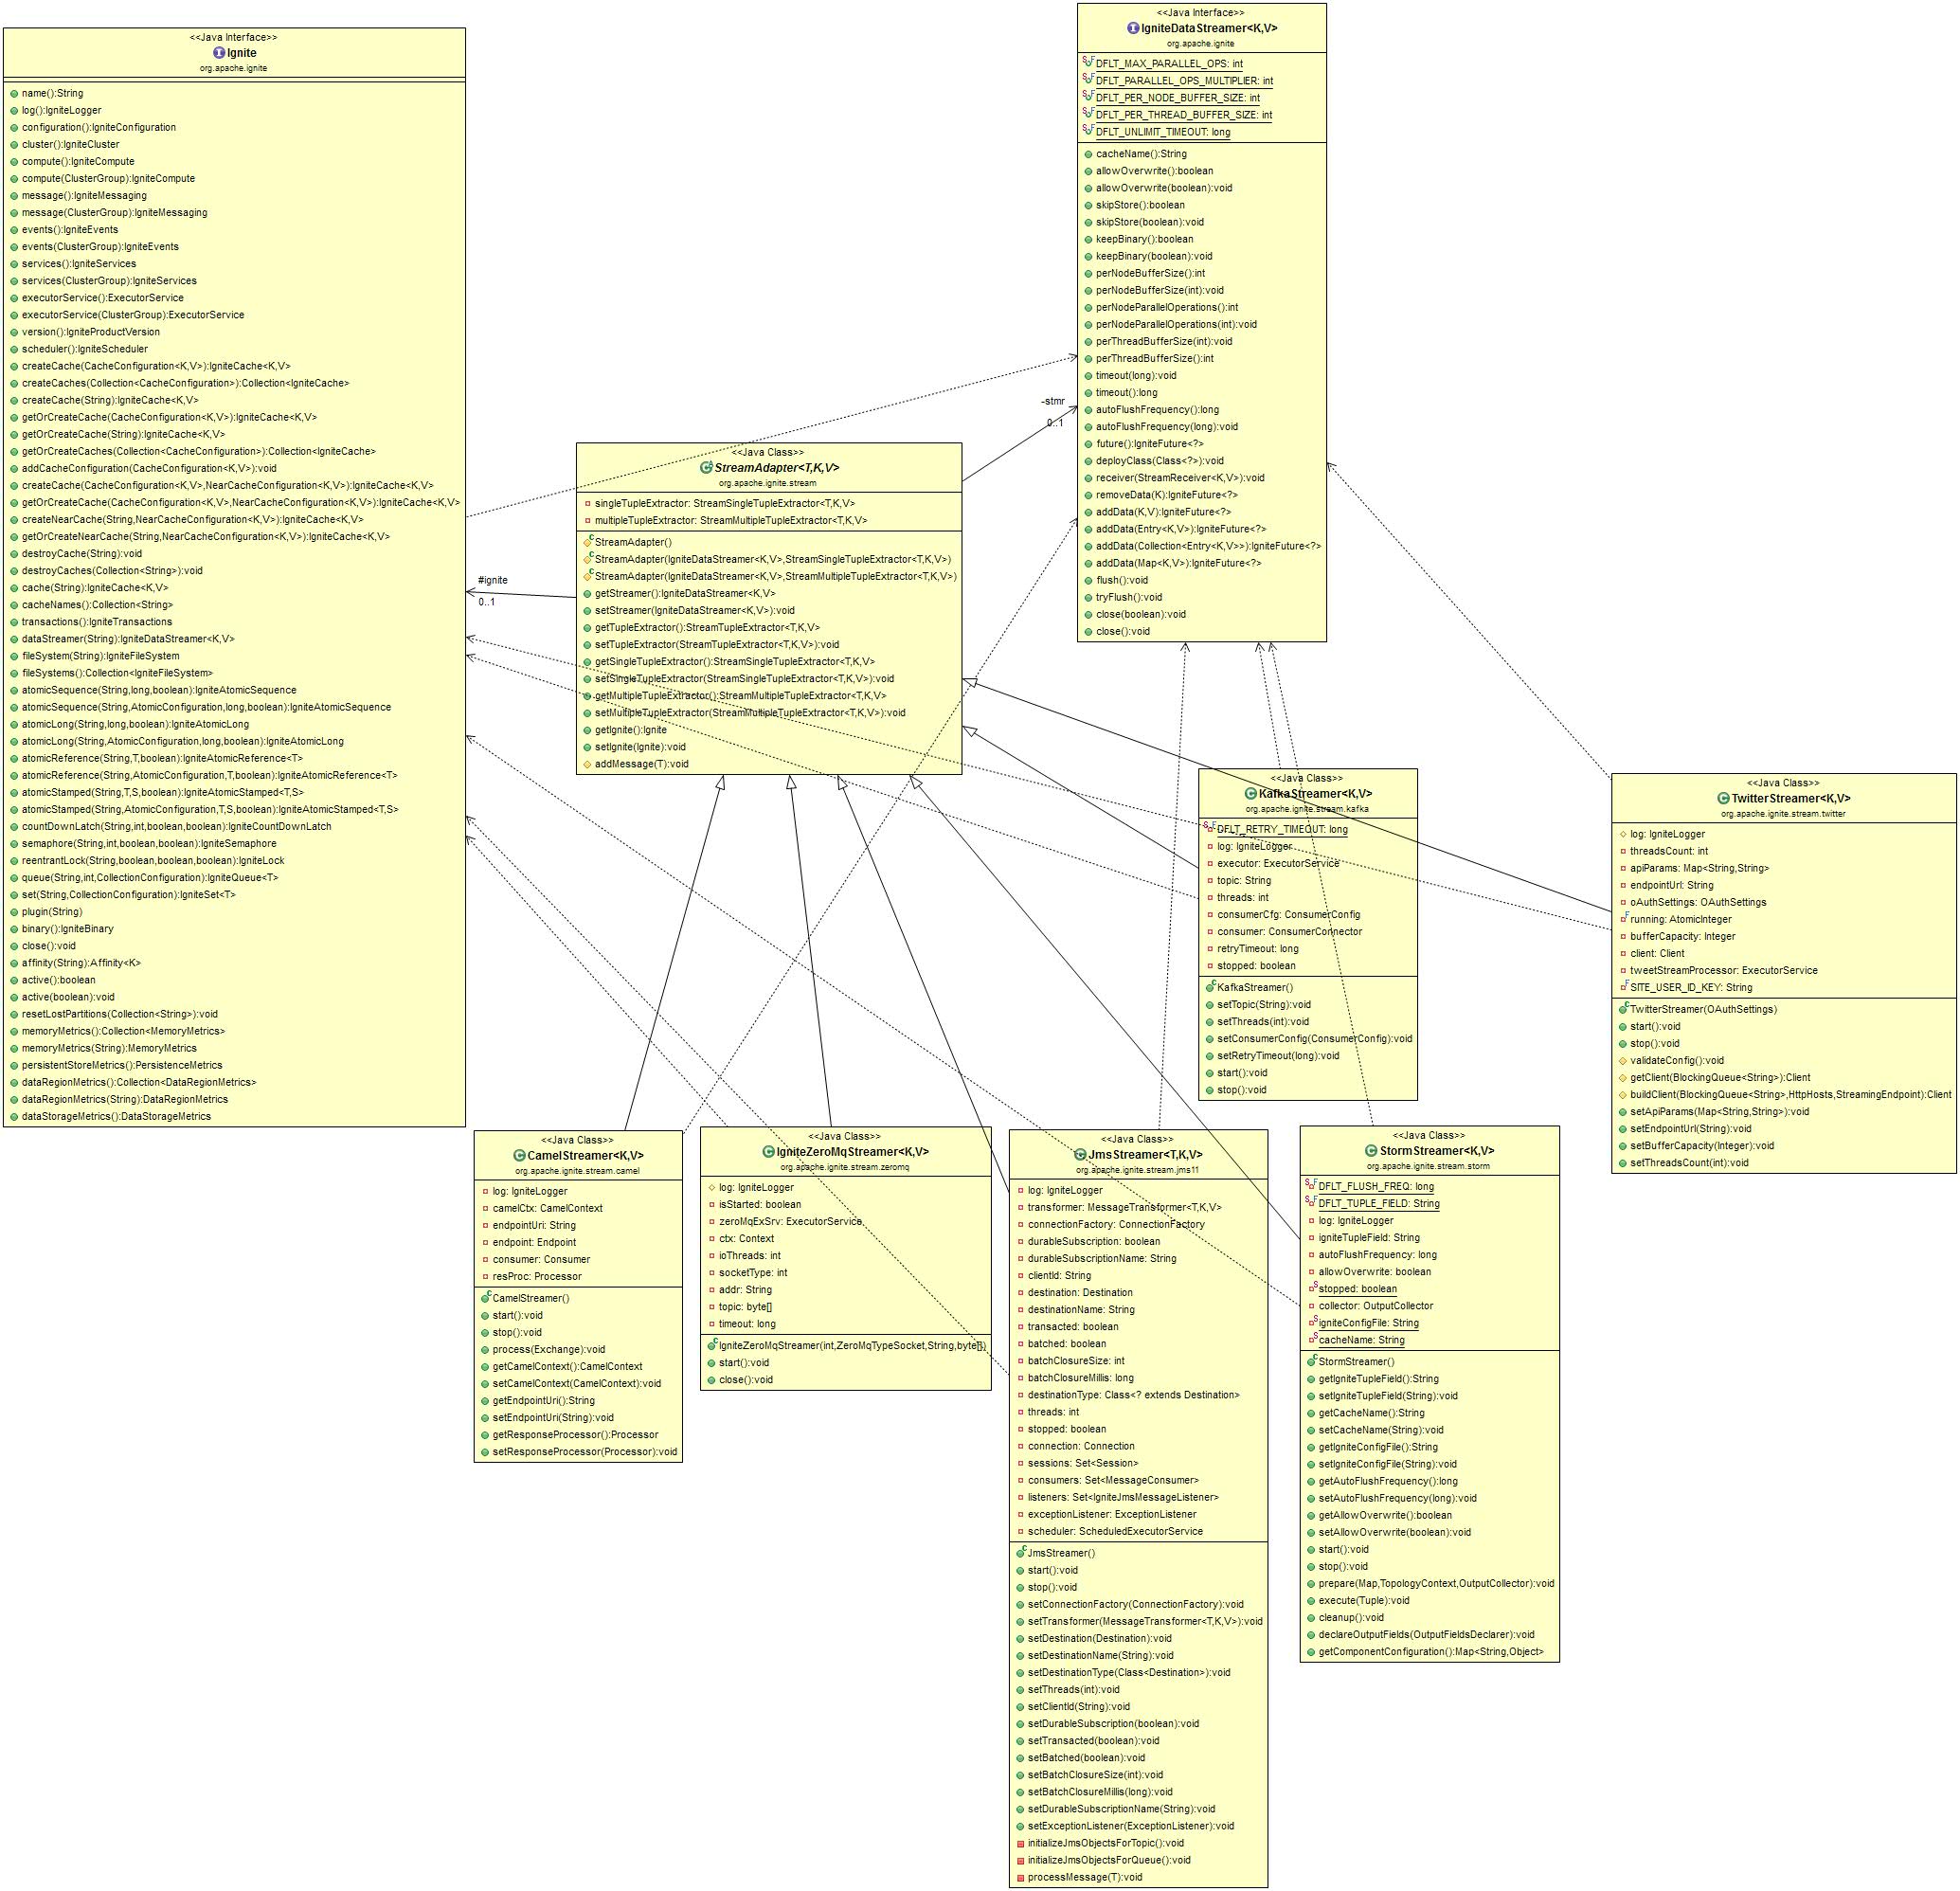 <<Java Interface>>
Ignite
org.apache.ignite
name():String
log():IgniteLogger
configuration():IgniteConfiguration
cluster():IgniteCluster
compute():IgniteCompute
compute(ClusterGroup):IgniteCompute
message():IgniteMessaging
message(ClusterGroup):IgniteMessaging
events():IgniteEvents
events(ClusterGroup):IgniteEvents
services():IgniteServices
services(ClusterGroup):IgniteServices
executorService():ExecutorService
executorService(ClusterGroup):ExecutorService
version():IgniteProductVersion
scheduler():IgniteScheduler
createCache(CacheConfiguration<K,V>):IgniteCache<K,V>
createCaches(Collection<CacheConfiguration>):Collection<IgniteCache>
createCache(String):IgniteCache<K,V>
getOrCreateCache(CacheConfiguration<K,V>):IgniteCache<K,V>
getOrCreateCache(String):IgniteCache<K,V>
getOrCreateCaches(Collection<CacheConfiguration>):Collection<IgniteCache>
addCacheConfiguration(CacheConfiguration<K,V>):void
createCache(CacheConfiguration<K,V>,NearCacheConfiguration<K,V>):IgniteCache<K,V>
getOrCreateCache(CacheConfiguration<K,V>,NearCacheConfiguration<K,V>):IgniteCache<K,V>
createNearCache(String,NearCacheConfiguration<K,V>):IgniteCache<K,V>
getOrCreateNearCache(String,NearCacheConfiguration<K,V>):IgniteCache<K,V>
destroyCache(String):void
destroyCaches(Collection<String>):void
cache(String):IgniteCache<K,V>
cacheNames():Collection<String>
transactions():IgniteTransactions
dataStreamer(String):IgniteDataStreamer<K,V>
fileSystem(String):IgniteFileSystem
fileSystems():Collection<IgniteFileSystem>
atomicSequence(String,long,boolean):IgniteAtomicSequence
atomicSequence(String,AtomicConfiguration,long,boolean):IgniteAtomicSequence
atomicLong(String,long,boolean):IgniteAtomicLong
atomicLong(String,AtomicConfiguration,long,boolean):IgniteAtomicLong
atomicReference(String,T,boolean):IgniteAtomicReference<T>
atomicReference(String,AtomicConfiguration,T,boolean):IgniteAtomicReference<T>
atomicStamped(String,T,S,boolean):IgniteAtomicStamped<T,S>
atomicStamped(String,AtomicConfiguration,T,S,boolean):IgniteAtomicStamped<T,S>
countDownLatch(String,int,boolean,boolean):IgniteCountDownLatch
semaphore(String,int,boolean,boolean):IgniteSemaphore
reentrantLock(String,boolean,boolean,boolean):IgniteLock
queue(String,int,CollectionConfiguration):IgniteQueue<T>
set(String,CollectionConfiguration):IgniteSet<T>
plugin(String)
binary():IgniteBinary
close():void
affinity(String):Affinity<K>
active():boolean
active(boolean):void
resetLostPartitions(Collection<String>):void
memoryMetrics():Collection<MemoryMetrics>
memoryMetrics(String):MemoryMetrics
persistentStoreMetrics():PersistenceMetrics
dataRegionMetrics():Collection<DataRegionMetrics>
dataRegionMetrics(String):DataRegionMetrics
dataStorageMetrics():DataStorageMetrics
<<Java Interface>>
IgniteDataStreamer<K,V>
org.apache.ignite
DFLT_MAX_PARALLEL_OPS: int
DFLT_PARALLEL_OPS_MULTIPLIER: int
DFLT_PER_NODE_BUFFER_SIZE: int
DFLT_PER_THREAD_BUFFER_SIZE: int
DFLT_UNLIMIT_TIMEOUT: long
cacheName():String
allowOverwrite():boolean
allowOverwrite(boolean):void
skipStore():boolean
skipStore(boolean):void
keepBinary():boolean
keepBinary(boolean):void
perNodeBufferSize():int
perNodeBufferSize(int):void
perNodeParallelOperations():int
perNodeParallelOperations(int):void
perThreadBufferSize(int):void
perThreadBufferSize():int
timeout(long):void
timeout():long
autoFlushFrequency():long
autoFlushFrequency(long):void
future():IgniteFuture<?>
deployClass(Class<?>):void
receiver(StreamReceiver<K,V>):void
removeData(K):IgniteFuture<?>
addData(K,V):IgniteFuture<?>
addData(Entry<K,V>):IgniteFuture<?>
addData(Collection<Entry<K,V>>):IgniteFuture<?>
addData(Map<K,V>):IgniteFuture<?>
flush():void
tryFlush():void
close(boolean):void
close():void
-stmr
0..1
#ignite
0..1
<<Java Class>>
StreamAdapter<T,K,V>
org.apache.ignite.stream
singleTupleExtractor: StreamSingleTupleExtractor<T,K,V>
multipleTupleExtractor: StreamMultipleTupleExtractor<T,K,V>
StreamAdapter()
StreamAdapter(IgniteDataStreamer<K,V>,StreamSingleTupleExtractor<T,K,V>)
StreamAdapter(IgniteDataStreamer<K,V>,StreamMultipleTupleExtractor<T,K,V>)
getStreamer():IgniteDataStreamer<K,V>
setStreamer(IgniteDataStreamer<K,V>):void
getTupleExtractor():StreamTupleExtractor<T,K,V>
setTupleExtractor(StreamTupleExtractor<T,K,V>):void
getSingleTupleExtractor():StreamSingleTupleExtractor<T,K,V>
setSingleTupleExtractor(StreamSingleTupleExtractor<T,K,V>):void
getMultipleTupleExtractor():StreamMultipleTupleExtractor<T,K,V>
setMultipleTupleExtractor(StreamMultipleTupleExtractor<T,K,V>):void
getIgnite():Ignite
setIgnite(Ignite):void
addMessage(T):void
<<Java Class>>
KafkaStreamer<K,V>
org.apache.ignite.stream.kafka
DFLT_RETRY_TIMEOUT: long
log: IgniteLogger
executor: ExecutorService
topic: String
threads: int
consumerCfg: ConsumerConfig
consumer: ConsumerConnector
retryTimeout: long
stopped: boolean
KafkaStreamer()
setTopic(String):void
setThreads(int):void
setConsumerConfig(ConsumerConfig):void
setRetryTimeout(long):void
start():void
stop():void
<<Java Class>>
TwitterStreamer<K,V>
org.apache.ignite.stream.twitter
log: IgniteLogger
threadsCount: int
apiParams: Map<String,String>
endpointUrl: String
oAuthSettings: OAuthSettings
running: AtomicInteger
bufferCapacity: Integer
client: Client
tweetStreamProcessor: ExecutorService
SITE_USER_ID_KEY: String
TwitterStreamer(OAuthSettings)
start():void
stop():void
validateConfig():void
getClient(BlockingQueue<String>):Client
buildClient(BlockingQueue<String>,HttpHosts,StreamingEndpoint):Client
setApiParams(Map<String,String>):void
setEndpointUrl(String):void
setBufferCapacity(Integer):void
setThreadsCount(int):void
<<Java Class>>
CamelStreamer<K,V>
org.apache.ignite.stream.camel
log: IgniteLogger
camelCtx: CamelContext
endpointUri: String
endpoint: Endpoint
consumer: Consumer
resProc: Processor
CamelStreamer()
start():void
stop():void
process(Exchange):void
getCamelContext():CamelContext
setCamelContext(CamelContext):void
getEndpointUri():String
setEndpointUri(String):void
getResponseProcessor():Processor
setResponseProcessor(Processor):void
<<Java Class>>
IgniteZeroMqStreamer<K,V>
org.apache.ignite.stream.zeromq
log: IgniteLogger
isStarted: boolean
zeroMqExSrv: ExecutorService
ctx: Context
ioThreads: int
socketType: int
addr: String
topic: byte[]
timeout: long
IgniteZeroMqStreamer(int,ZeroMqTypeSocket,String,byte[])
start():void
close():void
<<Java Class>>
JmsStreamer<T,K,V>
org.apache.ignite.stream.jms11
log: IgniteLogger
transformer: MessageTransformer<T,K,V>
connectionFactory: ConnectionFactory
durableSubscription: boolean
durableSubscriptionName: String
clientId: String
destination: Destination
destinationName: String
transacted: boolean
batched: boolean
batchClosureSize: int
batchClosureMillis: long
destinationType: Class<? extends Destination>
threads: int
stopped: boolean
connection: Connection
sessions: Set<Session>
consumers: Set<MessageConsumer>
listeners: Set<IgniteJmsMessageListener>
exceptionListener: ExceptionListener
scheduler: ScheduledExecutorService
JmsStreamer()
start():void
stop():void
setConnectionFactory(ConnectionFactory):void
setTransformer(MessageTransformer<T,K,V>):void
setDestination(Destination):void
setDestinationName(String):void
setDestinationType(Class<Destination>):void
setThreads(int):void
setClientId(String):void
setDurableSubscription(boolean):void
setTransacted(boolean):void
setBatched(boolean):void
setBatchClosureSize(int):void
setBatchClosureMillis(long):void
setDurableSubscriptionName(String):void
setExceptionListener(ExceptionListener):void
initializeJmsObjectsForTopic():void
initializeJmsObjectsForQueue():void
processMessage(T):void
<<Java Class>>
StormStreamer<K,V>
org.apache.ignite.stream.storm
DFLT_FLUSH_FREQ: long
DFLT_TUPLE_FIELD: String
log: IgniteLogger
igniteTupleField: String
autoFlushFrequency: long
allowOverwrite: boolean
stopped: boolean
collector: OutputCollector
igniteConfigFile: String
cacheName: String
StormStreamer()
getIgniteTupleField():String
setIgniteTupleField(String):void
getCacheName():String
setCacheName(String):void
getIgniteConfigFile():String
setIgniteConfigFile(String):void
getAutoFlushFrequency():long
setAutoFlushFrequency(long):void
getAllowOverwrite():boolean
setAllowOverwrite(boolean):void
start():void
stop():void
prepare(Map,TopologyContext,OutputCollector):void
execute(Tuple):void
cleanup():void
declareOutputFields(OutputFieldsDeclarer):void
getComponentConfiguration():Map<String,Object>